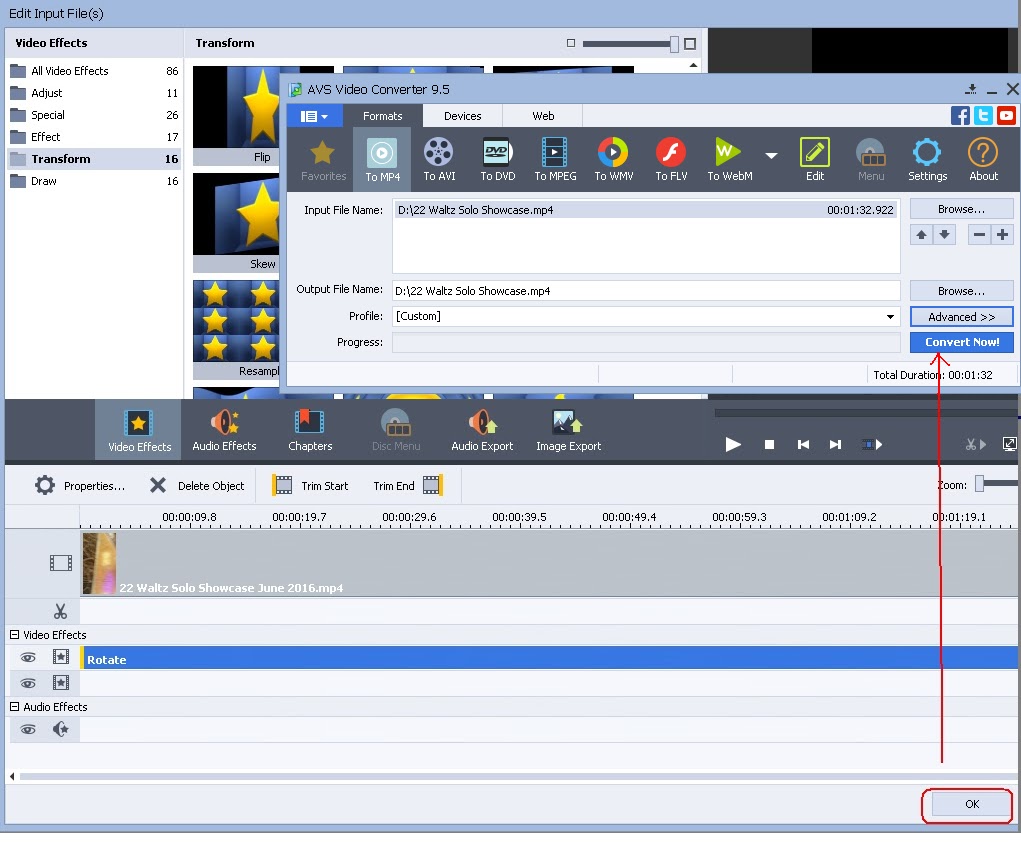 Edit Input File(s)
Video Effects
Transform
All Video Effects 86
Adjust 11
Special 26
Effect 17
Transform 16
Draw 16
Flip
Skew
Resampl
AVS Video Converter 9.5
Formats Devices Web
Favorites To MP4 To AVI To DVD To MPEG To WMV To FLV To WebM Edit Menu Settings About
Input File Name: D:\22 Waltz Solo Showcase.mp4 00:01:32.922 Browse...
Output File Name: D:\22 Waltz Solo Showcase.mp4 Browse...
Profile: [Custom] Advanced >>
Progress: Convert Now!
Total Duration: 00:01:32
Video Effects Audio Effects Chapters Disc Menu Audio Export Image Export
Properties... Delete Object Trim Start Trim End Zoom:
00:00:09.8 00:00:19.7 00:00:29.6 00:00:39.5 00:00:49.4 00:00:59.3 00:01:09.2 00:01:19.1
22 Waltz Solo Showcase June 2016.mp4
Video Effects
Rotate
Audio Effects
OK